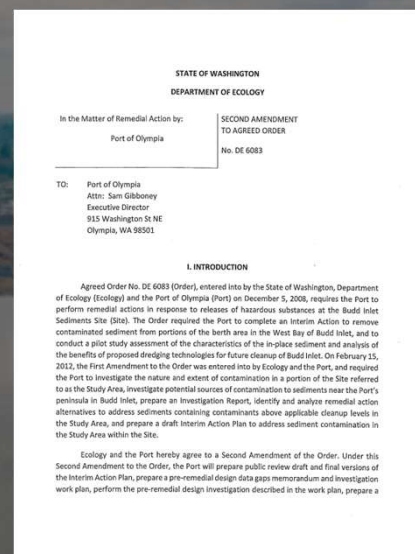 STATE OF WASHINGTON
DEPARTMENT OF ECOLOGY
In the Matter of Remedial Action by:
Port of Olympia
SECOND AMENDMENT
TO AGREED ORDER
No. DE 6083
TO: Port of Olympia
Attn: Sam Gibboney
Executive Director
915 Washington St NE
Olympia, WA 98501
I. INTRODUCTION
Agreed Order No. DE 6083 (Order), entered into by the State of Washington, Department
of Ecology (Ecology) and the Port of Olympia (Port) on December 5, 2008, requires the Port to
perform remedial actions in response to releases of hazardous substances at the Budd Inlet
Sediments Site (Site). The Order required the Port to complete an Interim Action to remove
contaminated sediment from portions of the berth area in the West Bay of Budd Inlet, and to
conduct a pilot study assessment of the characteristics of the in-place sediment and analysis of
the benefits of proposed dredging technologies for future cleanup of Budd Inlet. On February 15,
2012, the First Amendment to the Order was entered into by Ecology and the Port, and required
the Port to investigate the nature and extent of contamination in a portion of the Site referred
to as the Study Area, investigate potential sources of contamination to sediments near the Port's
peninsula in Budd Inlet, prepare an Investigation Report, identify and analyze remedial action
alternatives to address sediments containing contaminants above applicable cleanup levels in
the Study Area, and prepare a draft Interim Action Plan to address sediment contamination in
the Study Area within the Site.
Ecology and the Port hereby agree to a Second Amendment of the Order. Under this
Second Amendment to the Order, the Port will prepare public review draft and final versions of
the Interim Action Plan, prepare a pre-remedial design data gaps memorandum and investigation
work plan, perform the pre-remedial design investigation described in the work plan, prepare a